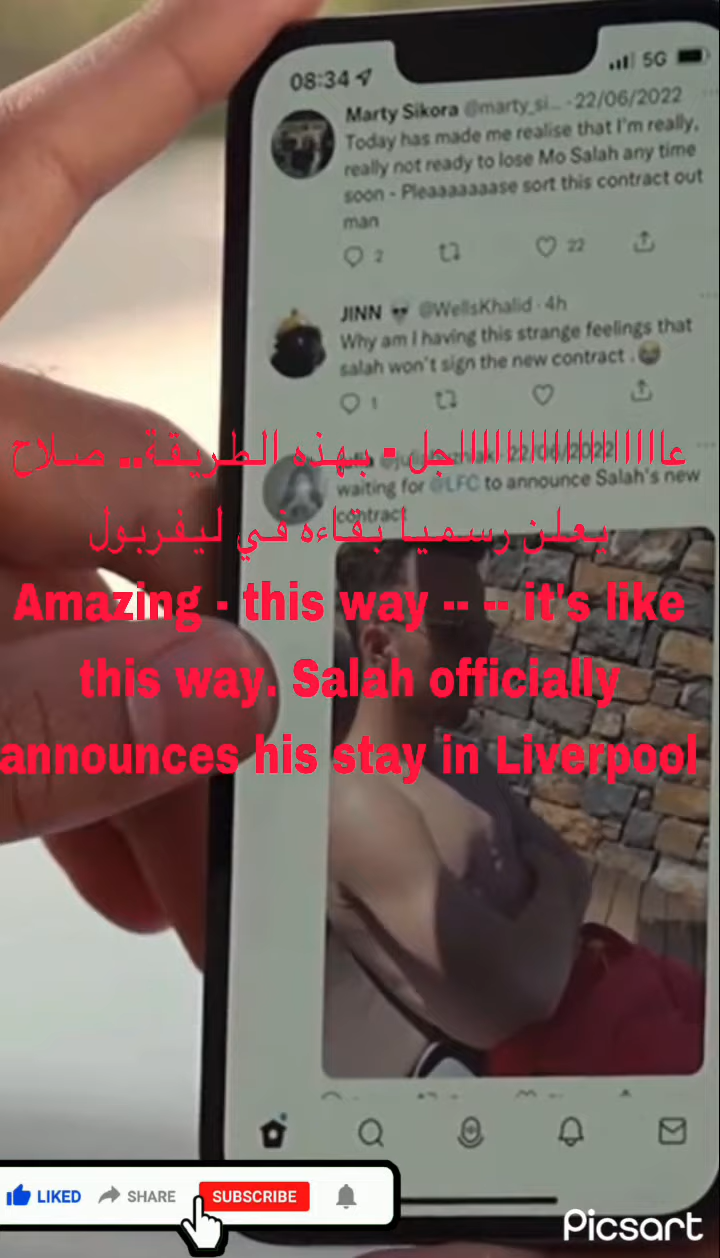 08:34
5G
Marty Sikora @marty_si... · 22/06/2022
Today has made me realise that I'm really,
really not ready to lose Mo Salah any time
soon - Pleaaaaaaase sort this contract out
man
2
22
JINN @WellsKhalid · 4h
Why am I having this strange feelings that
salah won't sign the new contract . 😭
1
22/06/2022
waiting for @LFC to announce Salah's new
contract
عاااااااااااااااااجل - بهذه الطريقة.. صلاح
يعلن رسميا بقاءه في ليفربول
Amazing - this way -- -- it's like
this way. Salah officially
announces his stay in Liverpool
LIKED
SHARE
SUBSCRIBE
Picsart